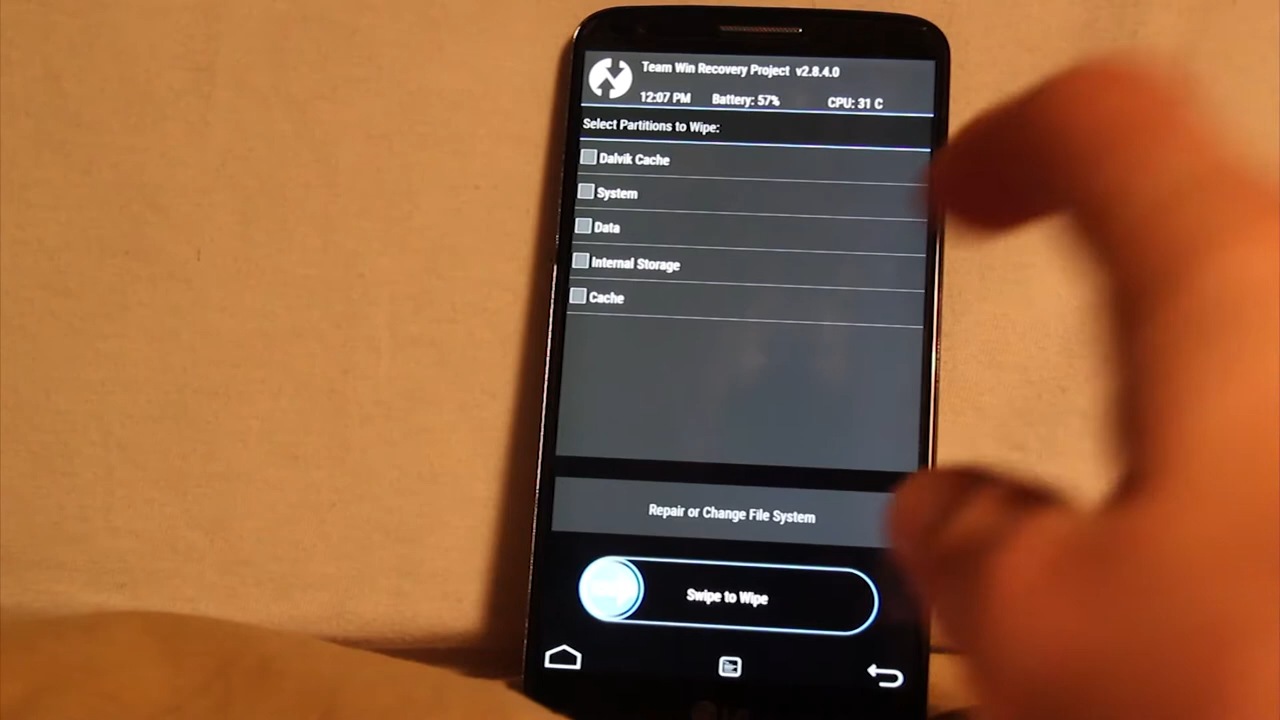 Team Win Recovery Project v2.8.4.0
12:07 PM Battery: 57% CPU: 31 C
Select Partitions to Wipe:
Dalvik Cache
System
Data
Internal Storage
Cache
Repair or Change File System
Swipe to Wipe